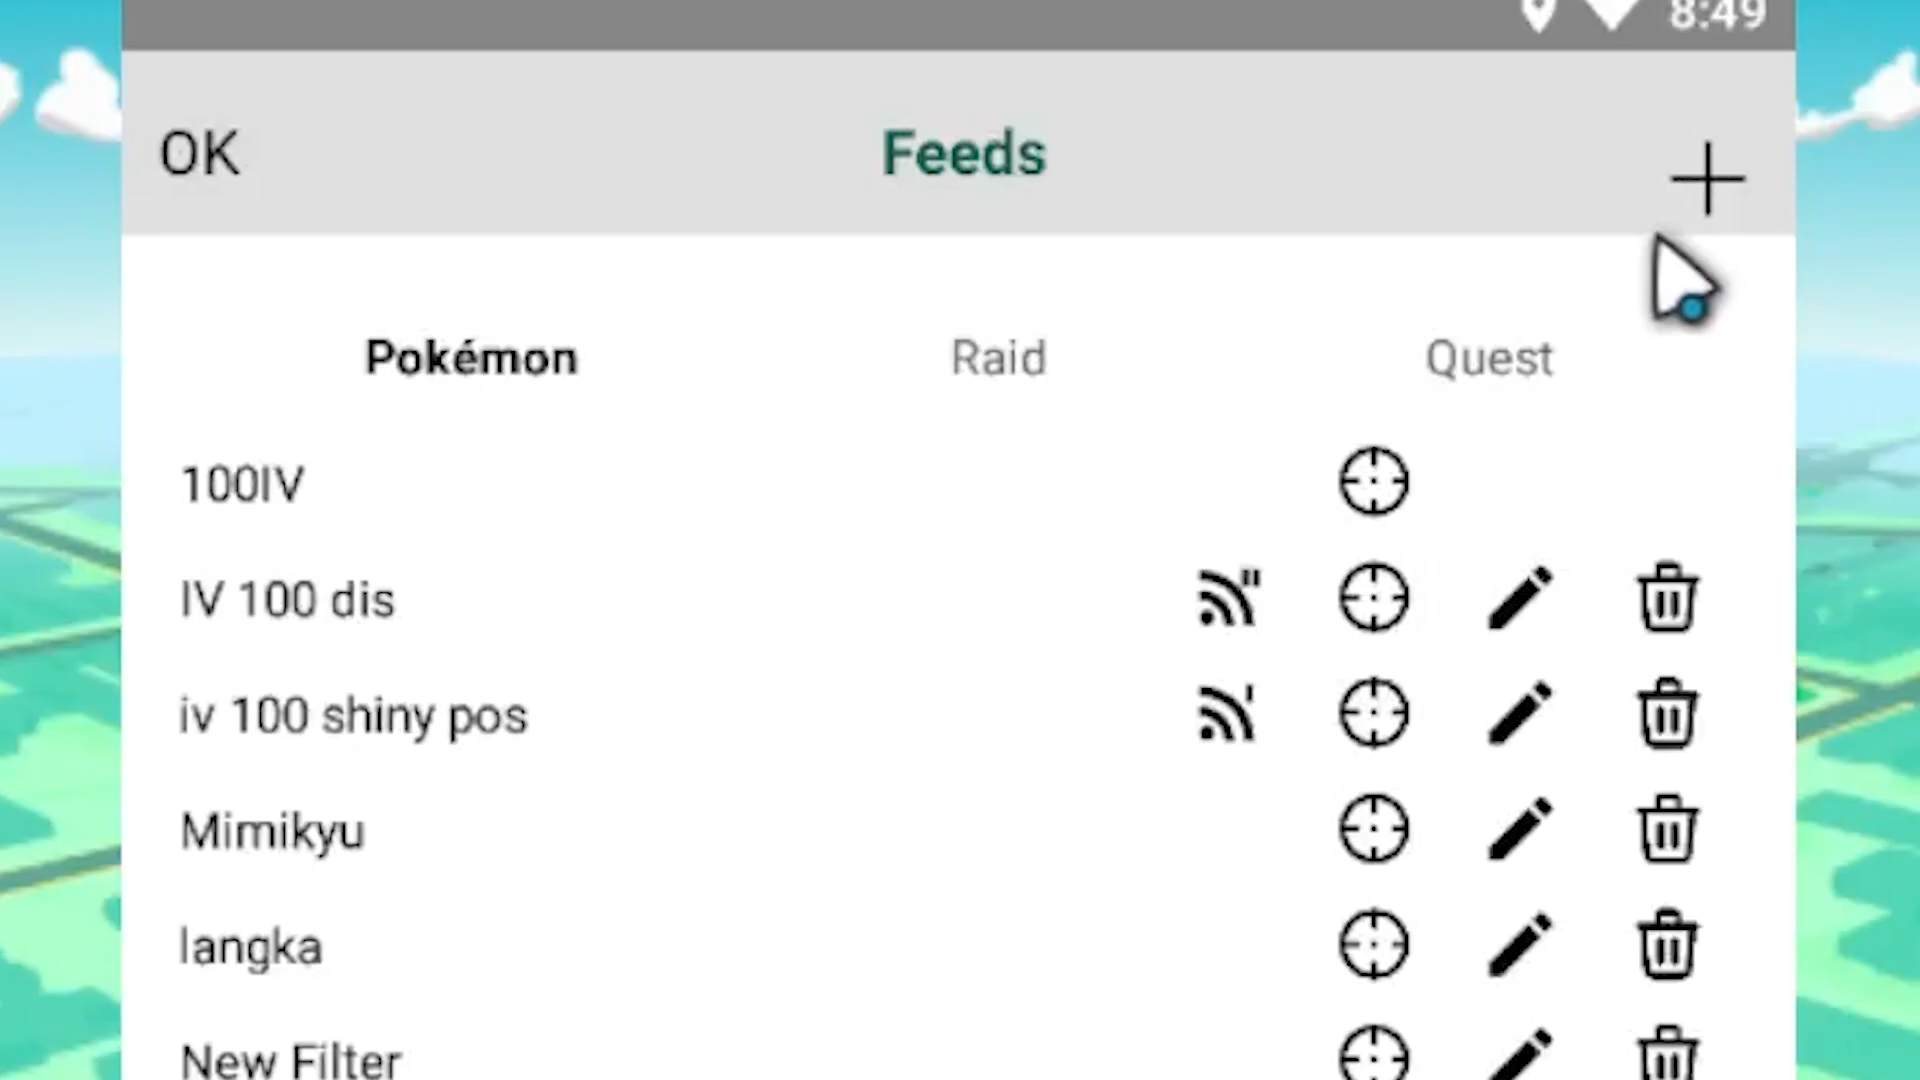 8:49
OK Feeds
Pokémon Raid Quest
100IV
IV 100 dis
iv 100 shiny pos
Mimikyu
langka
New Filter